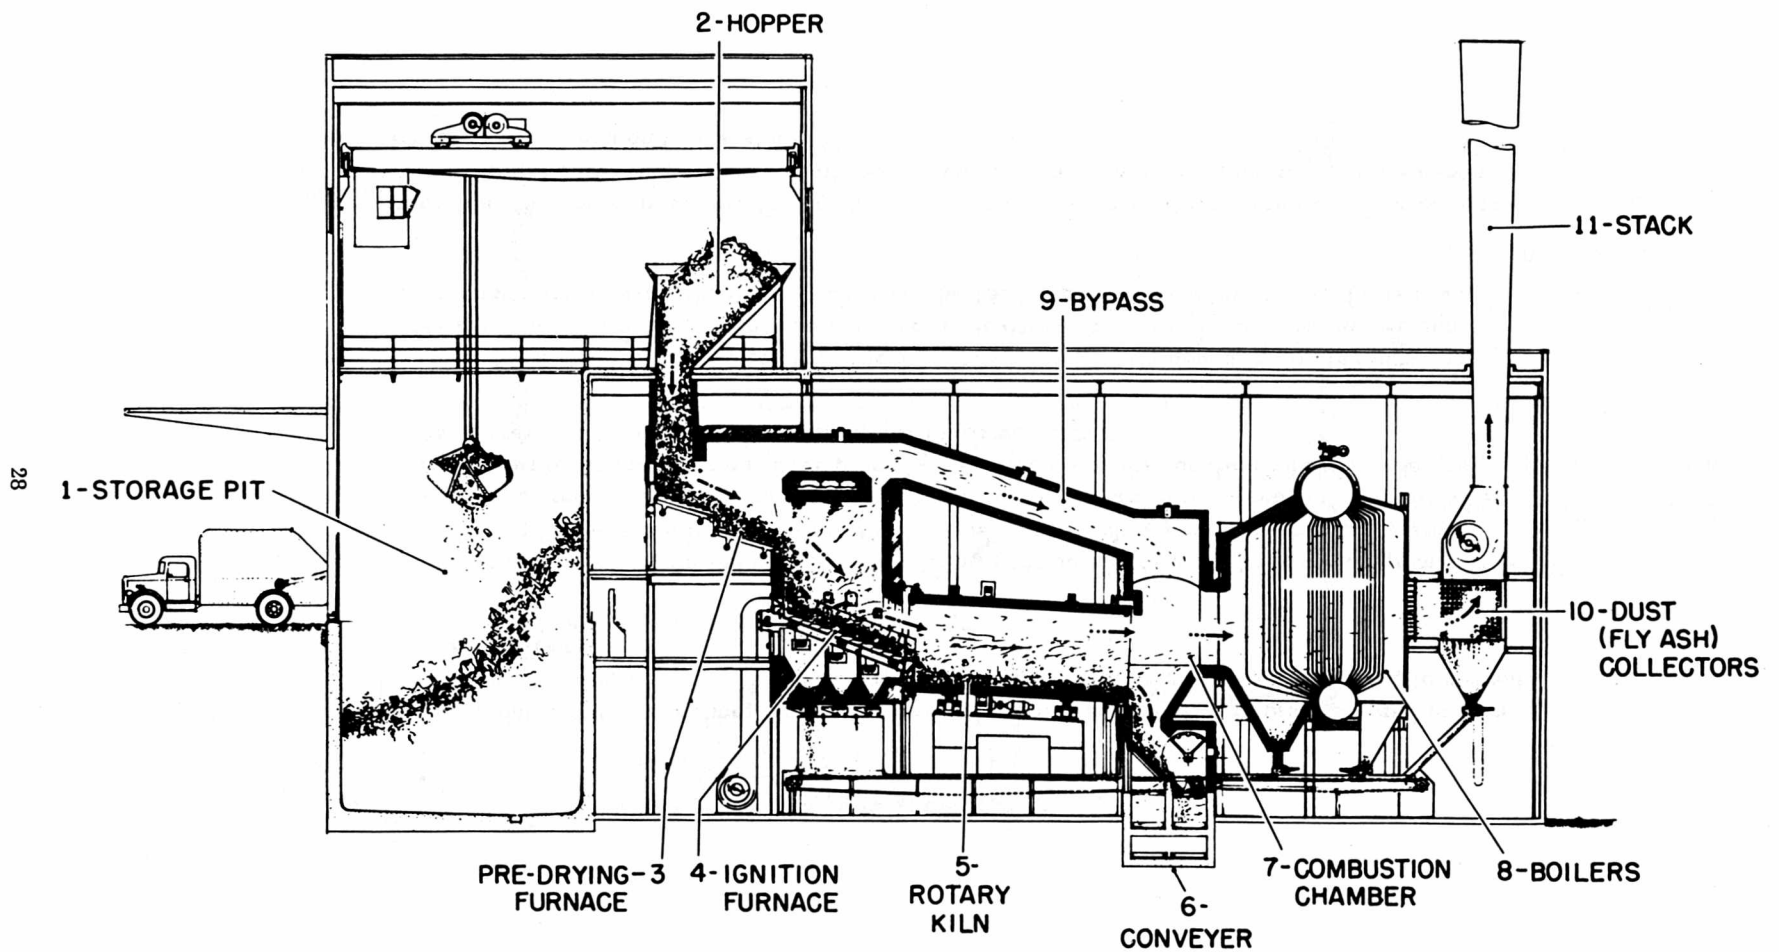 2-HOPPER
11-STACK
9-BYPASS
28
1-STORAGE PIT
10-DUST
(FLY ASH)
COLLECTORS
PRE-DRYING-3
FURNACE
4-IGNITION
FURNACE
5-
ROTARY
KILN
6-
CONVEYER
7-COMBUSTION
CHAMBER
8-BOILERS